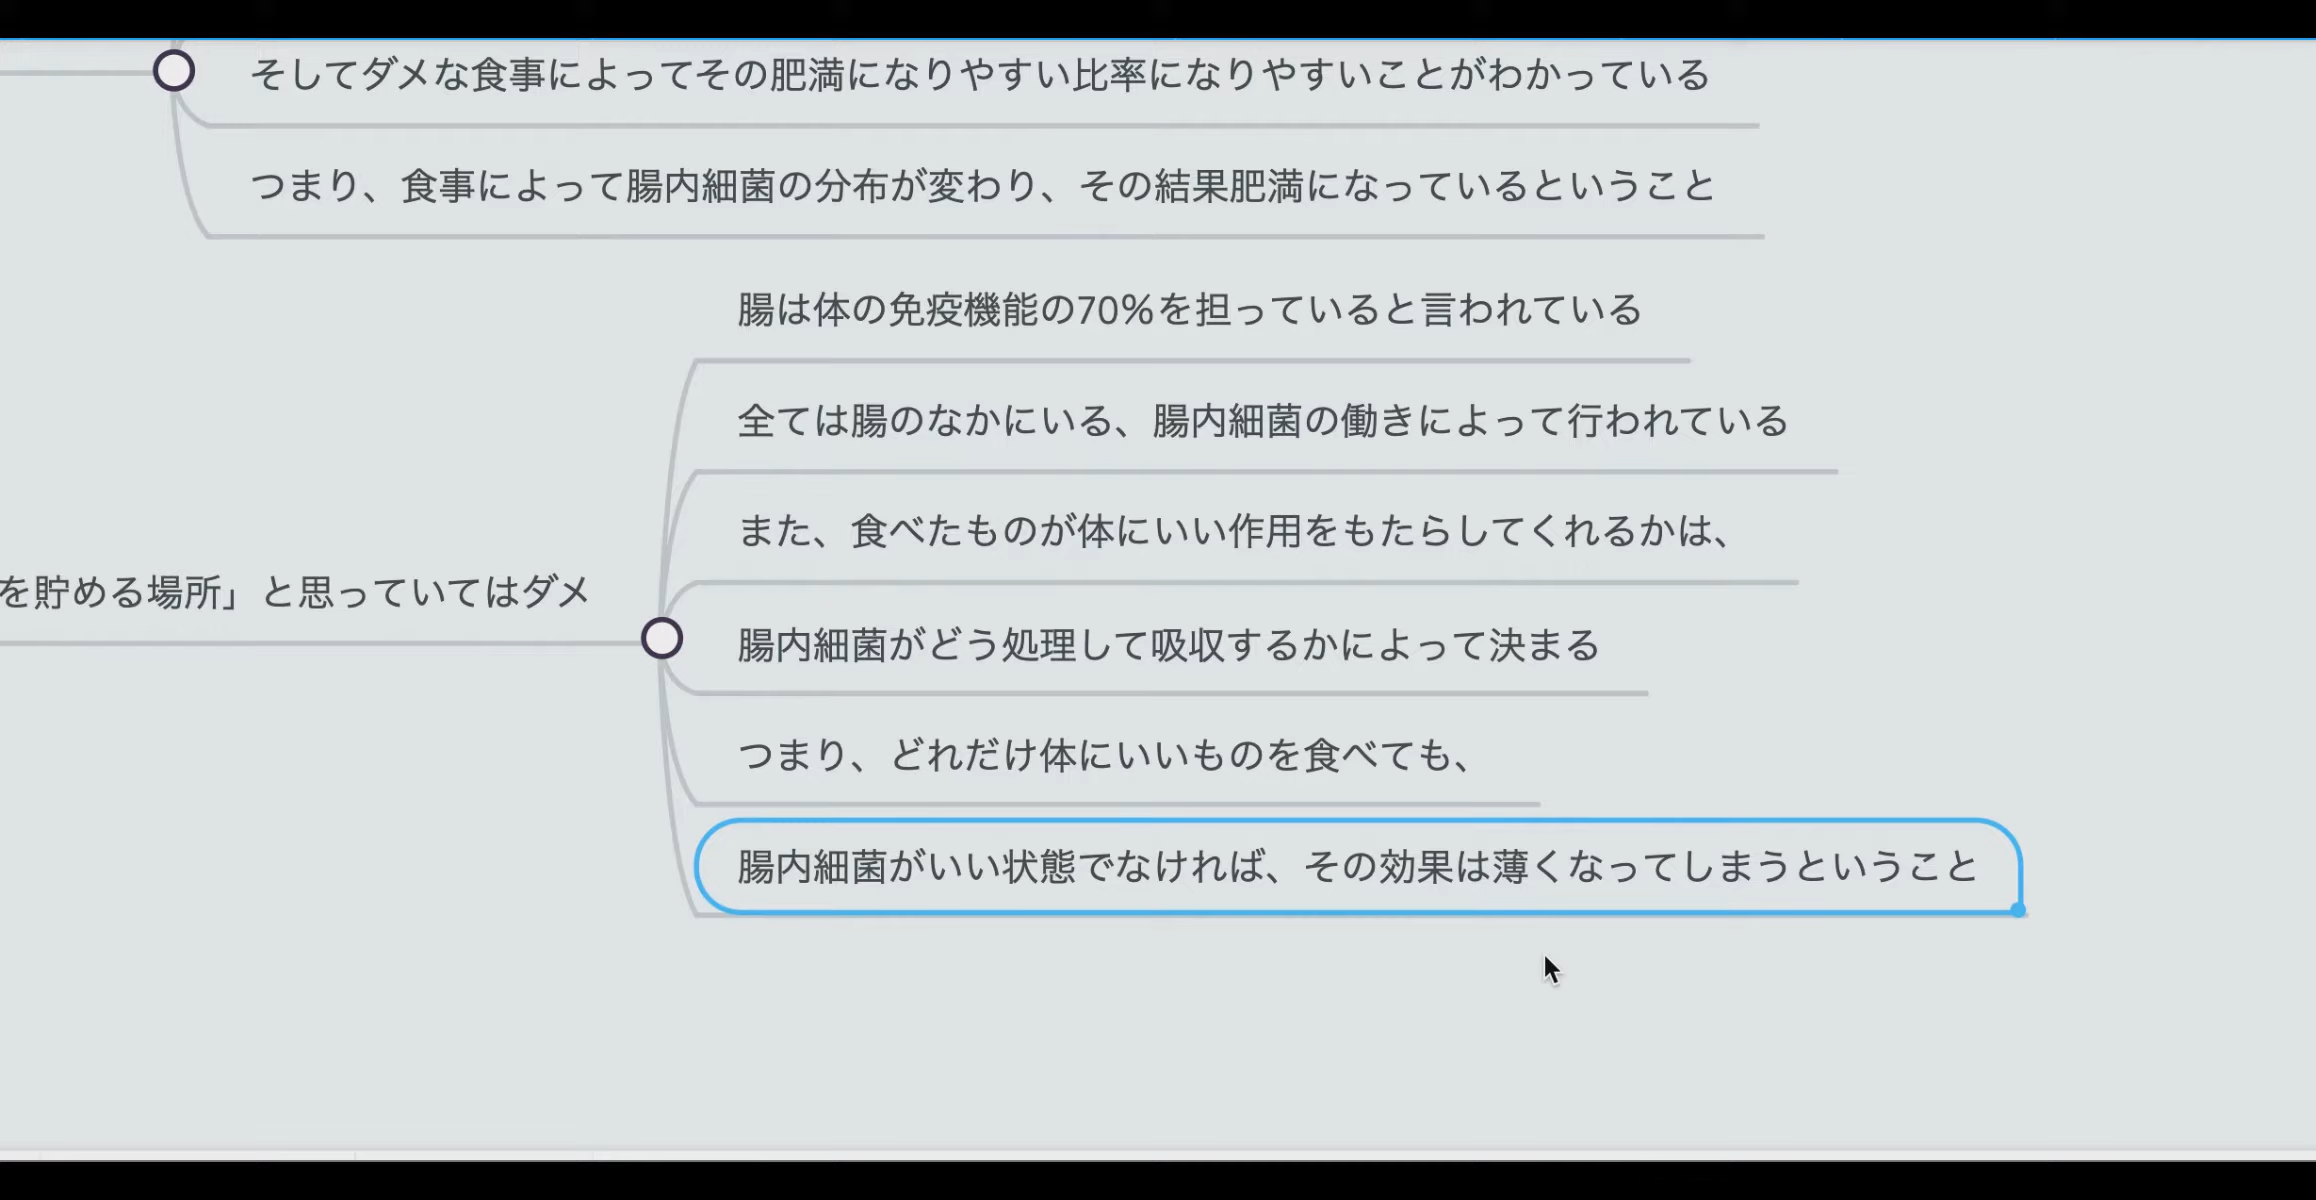 そしてダメな食事によってその肥満になりやすい比率になりやすいことがわかっている
つまり、食事によって腸内細菌の分布が変わり、その結果肥満になっているということ
腸は体の免疫機能の70%を担っていると言われている
全ては腸のなかにいる、腸内細菌の働きによって行われている
また、食べたものが体にいい作用をもたらしてくれるかは、
を貯める場所」と思っていてはダメ
腸内細菌がどう処理して吸収するかによって決まる
つまり、どれだけ体にいいものを食べても、
腸内細菌がいい状態でなければ、その効果は薄くなってしまうということ